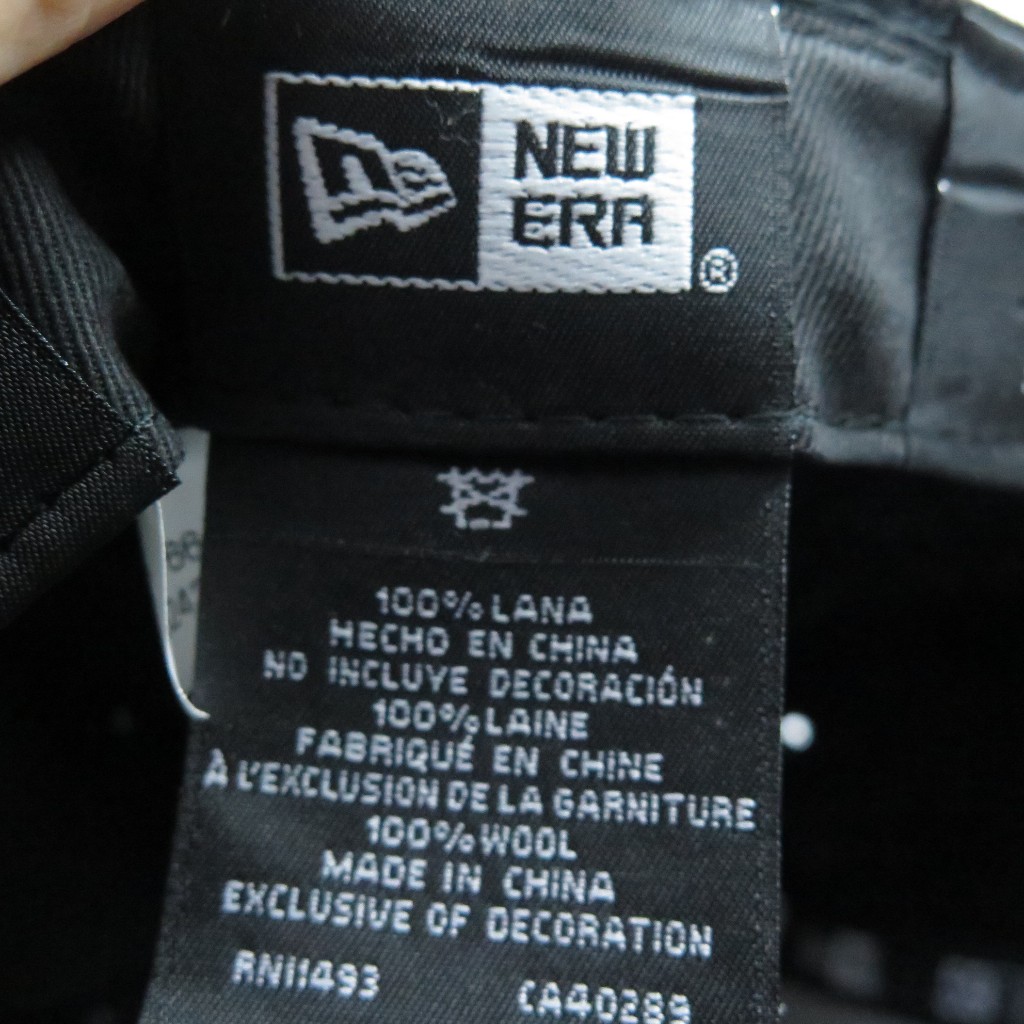 NEW
ERA
®
100% LANA
HECHO EN CHINA
NO INCLUYE DECORACIÓN
100% LAINE
FABRIQUÉ EN CHINE
À L'EXCLUSION DE LA GARNITURE
100% WOOL
MADE IN CHINA
EXCLUSIVE OF DECORATION
RN11493 CA40289